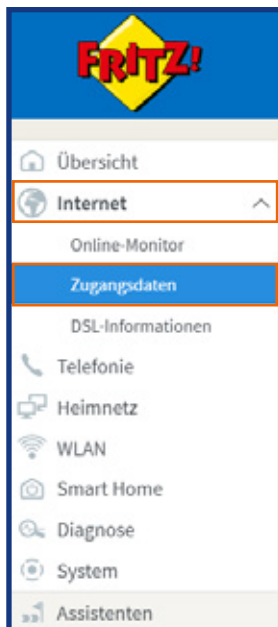 FRITZ!
Übersicht
Internet
Online-Monitor
Zugangsdaten
DSL-Informationen
Telefonie
Heimnetz
WLAN
Smart Home
Diagnose
System
Assistenten